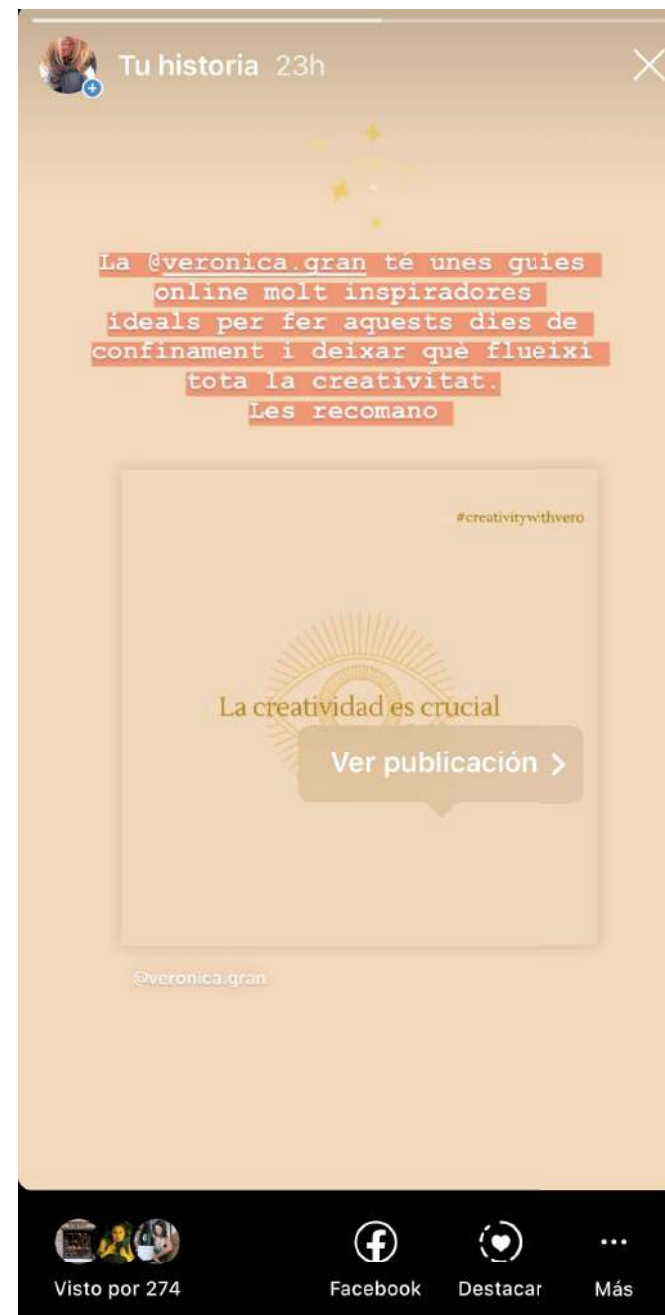 Tu historia 23h
La @veronica.gran té unes guies
online molt inspiradores
ideals per fer aquests dies de
confinament i deixar què flueixi
tota la creativitat.
Les recomano
#creativitywithvero
La creatividad es crucial
Ver publicación >
@veronica.gran
Visto por 274
Facebook
Destacar
Más